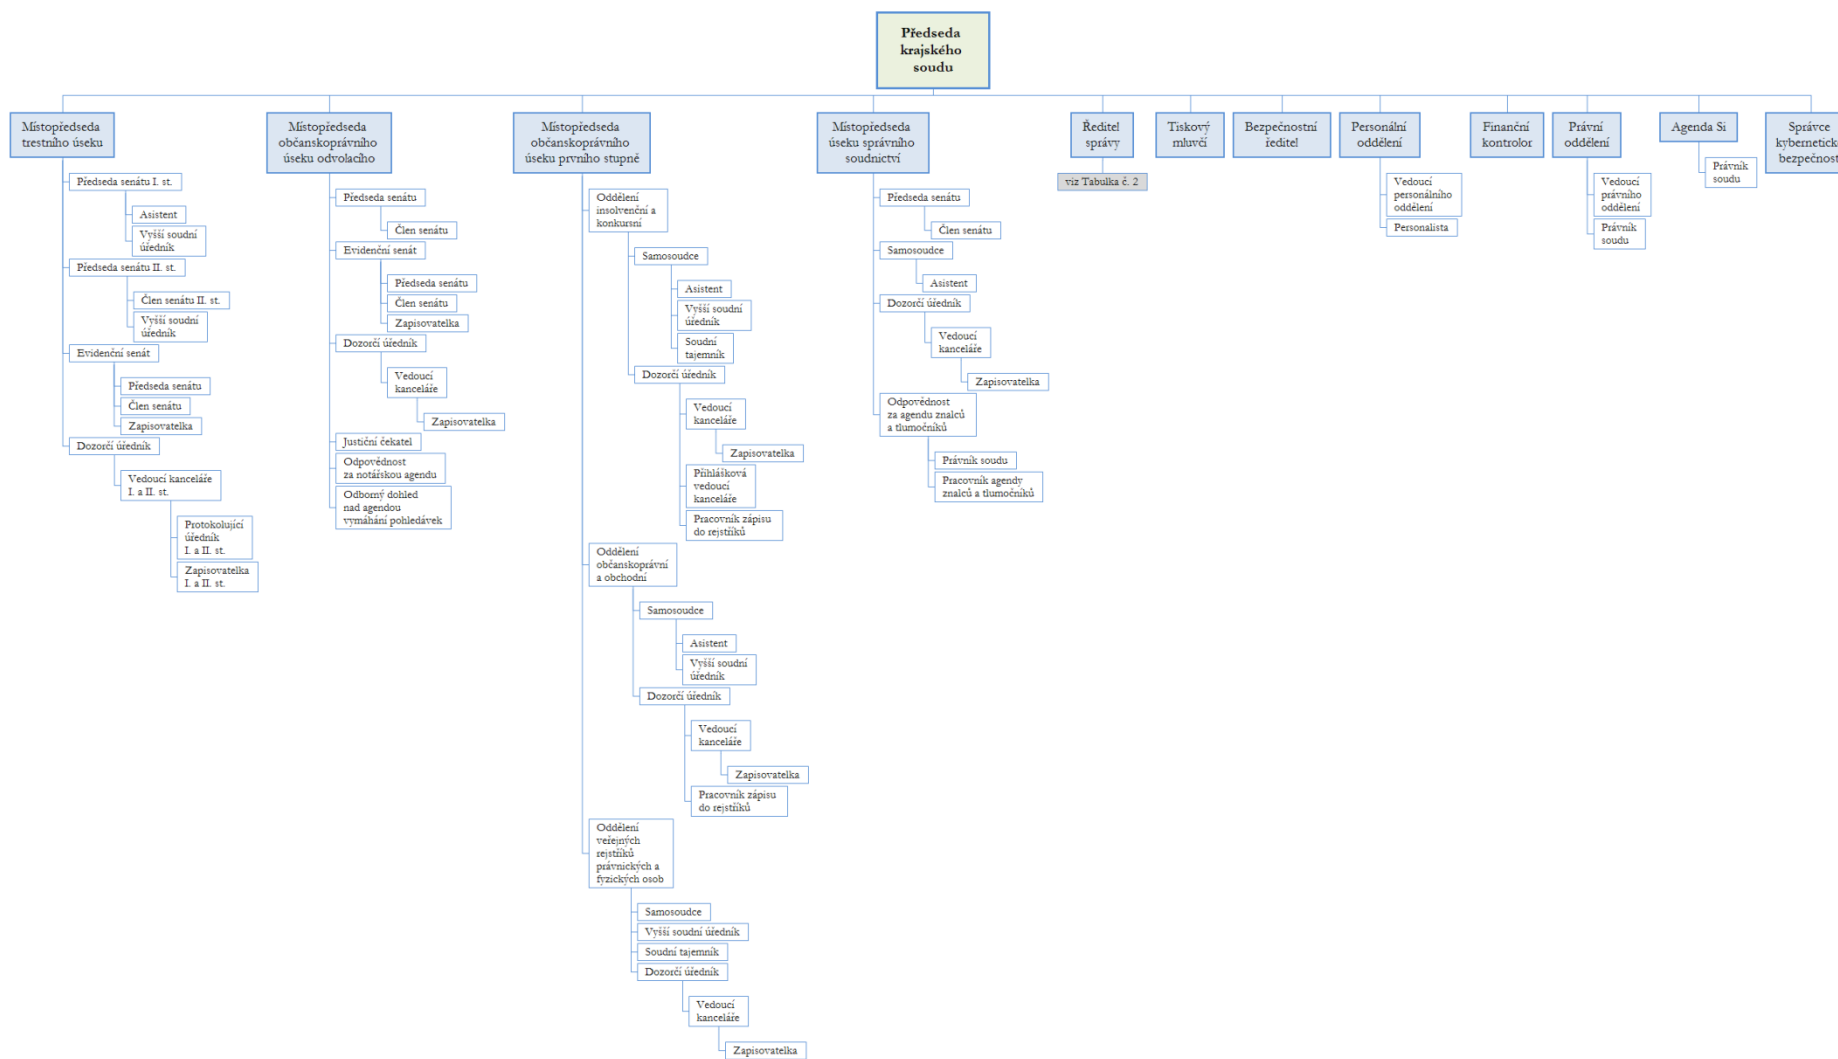 Předseda
krajského
soudu
Místopředseda
trestního úseku
Předseda senátu I. st.
Asistent
Vyšší soudní
úředník
Předseda senátu II. st.
Člen senátu II. st.
Vyšší soudní
úředník
Evidenční senát
Předseda senátu
Člen senátu
Zapisovatelka
Dozorčí úředník
Vedoucí kanceláře
I. a II. st.
Protokolující
úředník
I. a II. st.
Zapisovatelka
I. a II. st.
Místopředseda
občanskoprávního
úseku odvolacího
Předseda senátu
Člen senátu
Evidenční senát
Předseda senátu
Člen senátu
Zapisovatelka
Dozorčí úředník
Vedoucí
kanceláře
Zapisovatelka
Justiční čekatel
Odpovědnost
za notářskou agendu
Odborný dohled
nad agendou
vymáhání pohledávek
Místopředseda
občanskoprávního
úseku prvního stupně
Oddělení
insolvenční a
konkursní
Samosoudce
Asistent
Vyšší soudní
úředník
Soudní
tajemník
Dozorčí úředník
Vedoucí
kanceláře
Zapisovatelka
Přihlášková
vedoucí
kanceláře
Pracovník zápisu
do rejstříků
Oddělení
občanskoprávní
a obchodní
Samosoudce
Asistent
Vyšší soudní
úředník
Dozorčí úředník
Vedoucí
kanceláře
Zapisovatelka
Pracovník zápisu
do rejstříků
Oddělení
veřejných
rejstříků
právnických a
fyzických osob
Samosoudce
Vyšší soudní úředník
Soudní tajemník
Dozorčí úředník
Vedoucí
kanceláře
Zapisovatelka
Místopředseda
úseku správního
soudnictví
Předseda senátu
Člen senátu
Samosoudce
Asistent
Dozorčí úředník
Vedoucí
kanceláře
Zapisovatelka
Odpovědnost
za agendu znalců
a tlumočníků
Právník soudu
Pracovník agendy
znalců a tlumočníků
Ředitel
správy
viz Tabulka č. 2
Tiskový
mluvčí
Bezpečnostní
ředitel
Personální
oddělení
Vedoucí
personálního
oddělení
Personalista
Finanční
kontrolor
Právní
oddělení
Vedoucí
právního
oddělení
Právník
soudu
Agenda Si
Právník
soudu
Správce
kybernetické
bezpečnosti